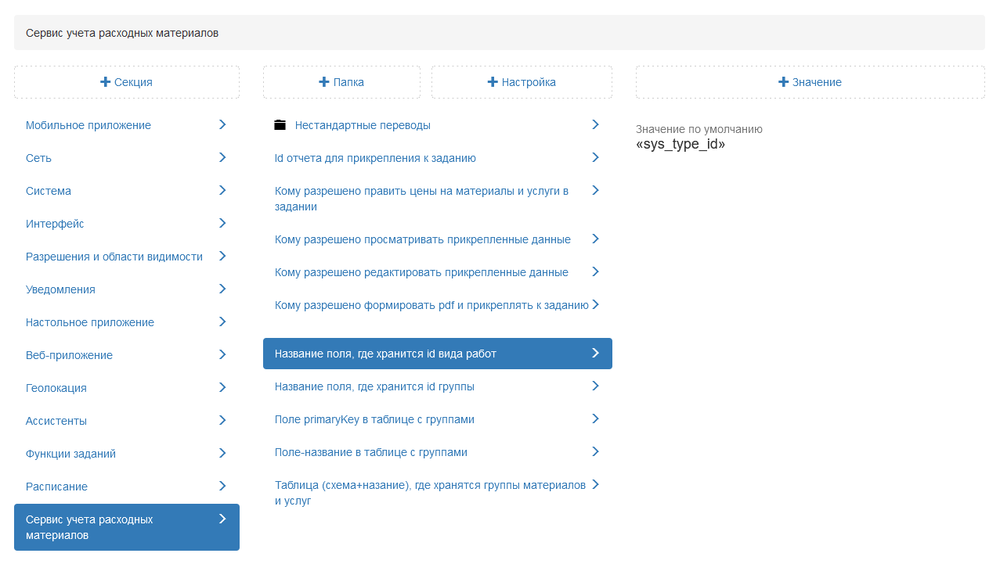 Сервис учета расходных материалов
Секция
Папка
Настройка
Значение
Мобильное приложение
Сеть
Система
Интерфейс
Разрешения и области видимости
Уведомления
Настольное приложение
Веб-приложение
Геолокация
Ассистенты
Функции заданий
Расписание
Сервис учета расходных
материалов
Нестандартные переводы
Id отчета для прикрепления к заданию
Кому разрешено править цены на материалы и услуги в
задании
Кому разрешено просматривать прикрепленные данные
Кому разрешено редактировать прикрепленные данные
Кому разрешено формировать pdf и прикреплять к заданию
Название поля, где хранится id вида работ
Название поля, где хранится id группы
Поле primaryKey в таблице с группами
Поле-название в таблице с группами
Таблица (схема+назание), где хранятся группы материалов
и услуг
Значение по умолчанию
«sys_type_id»